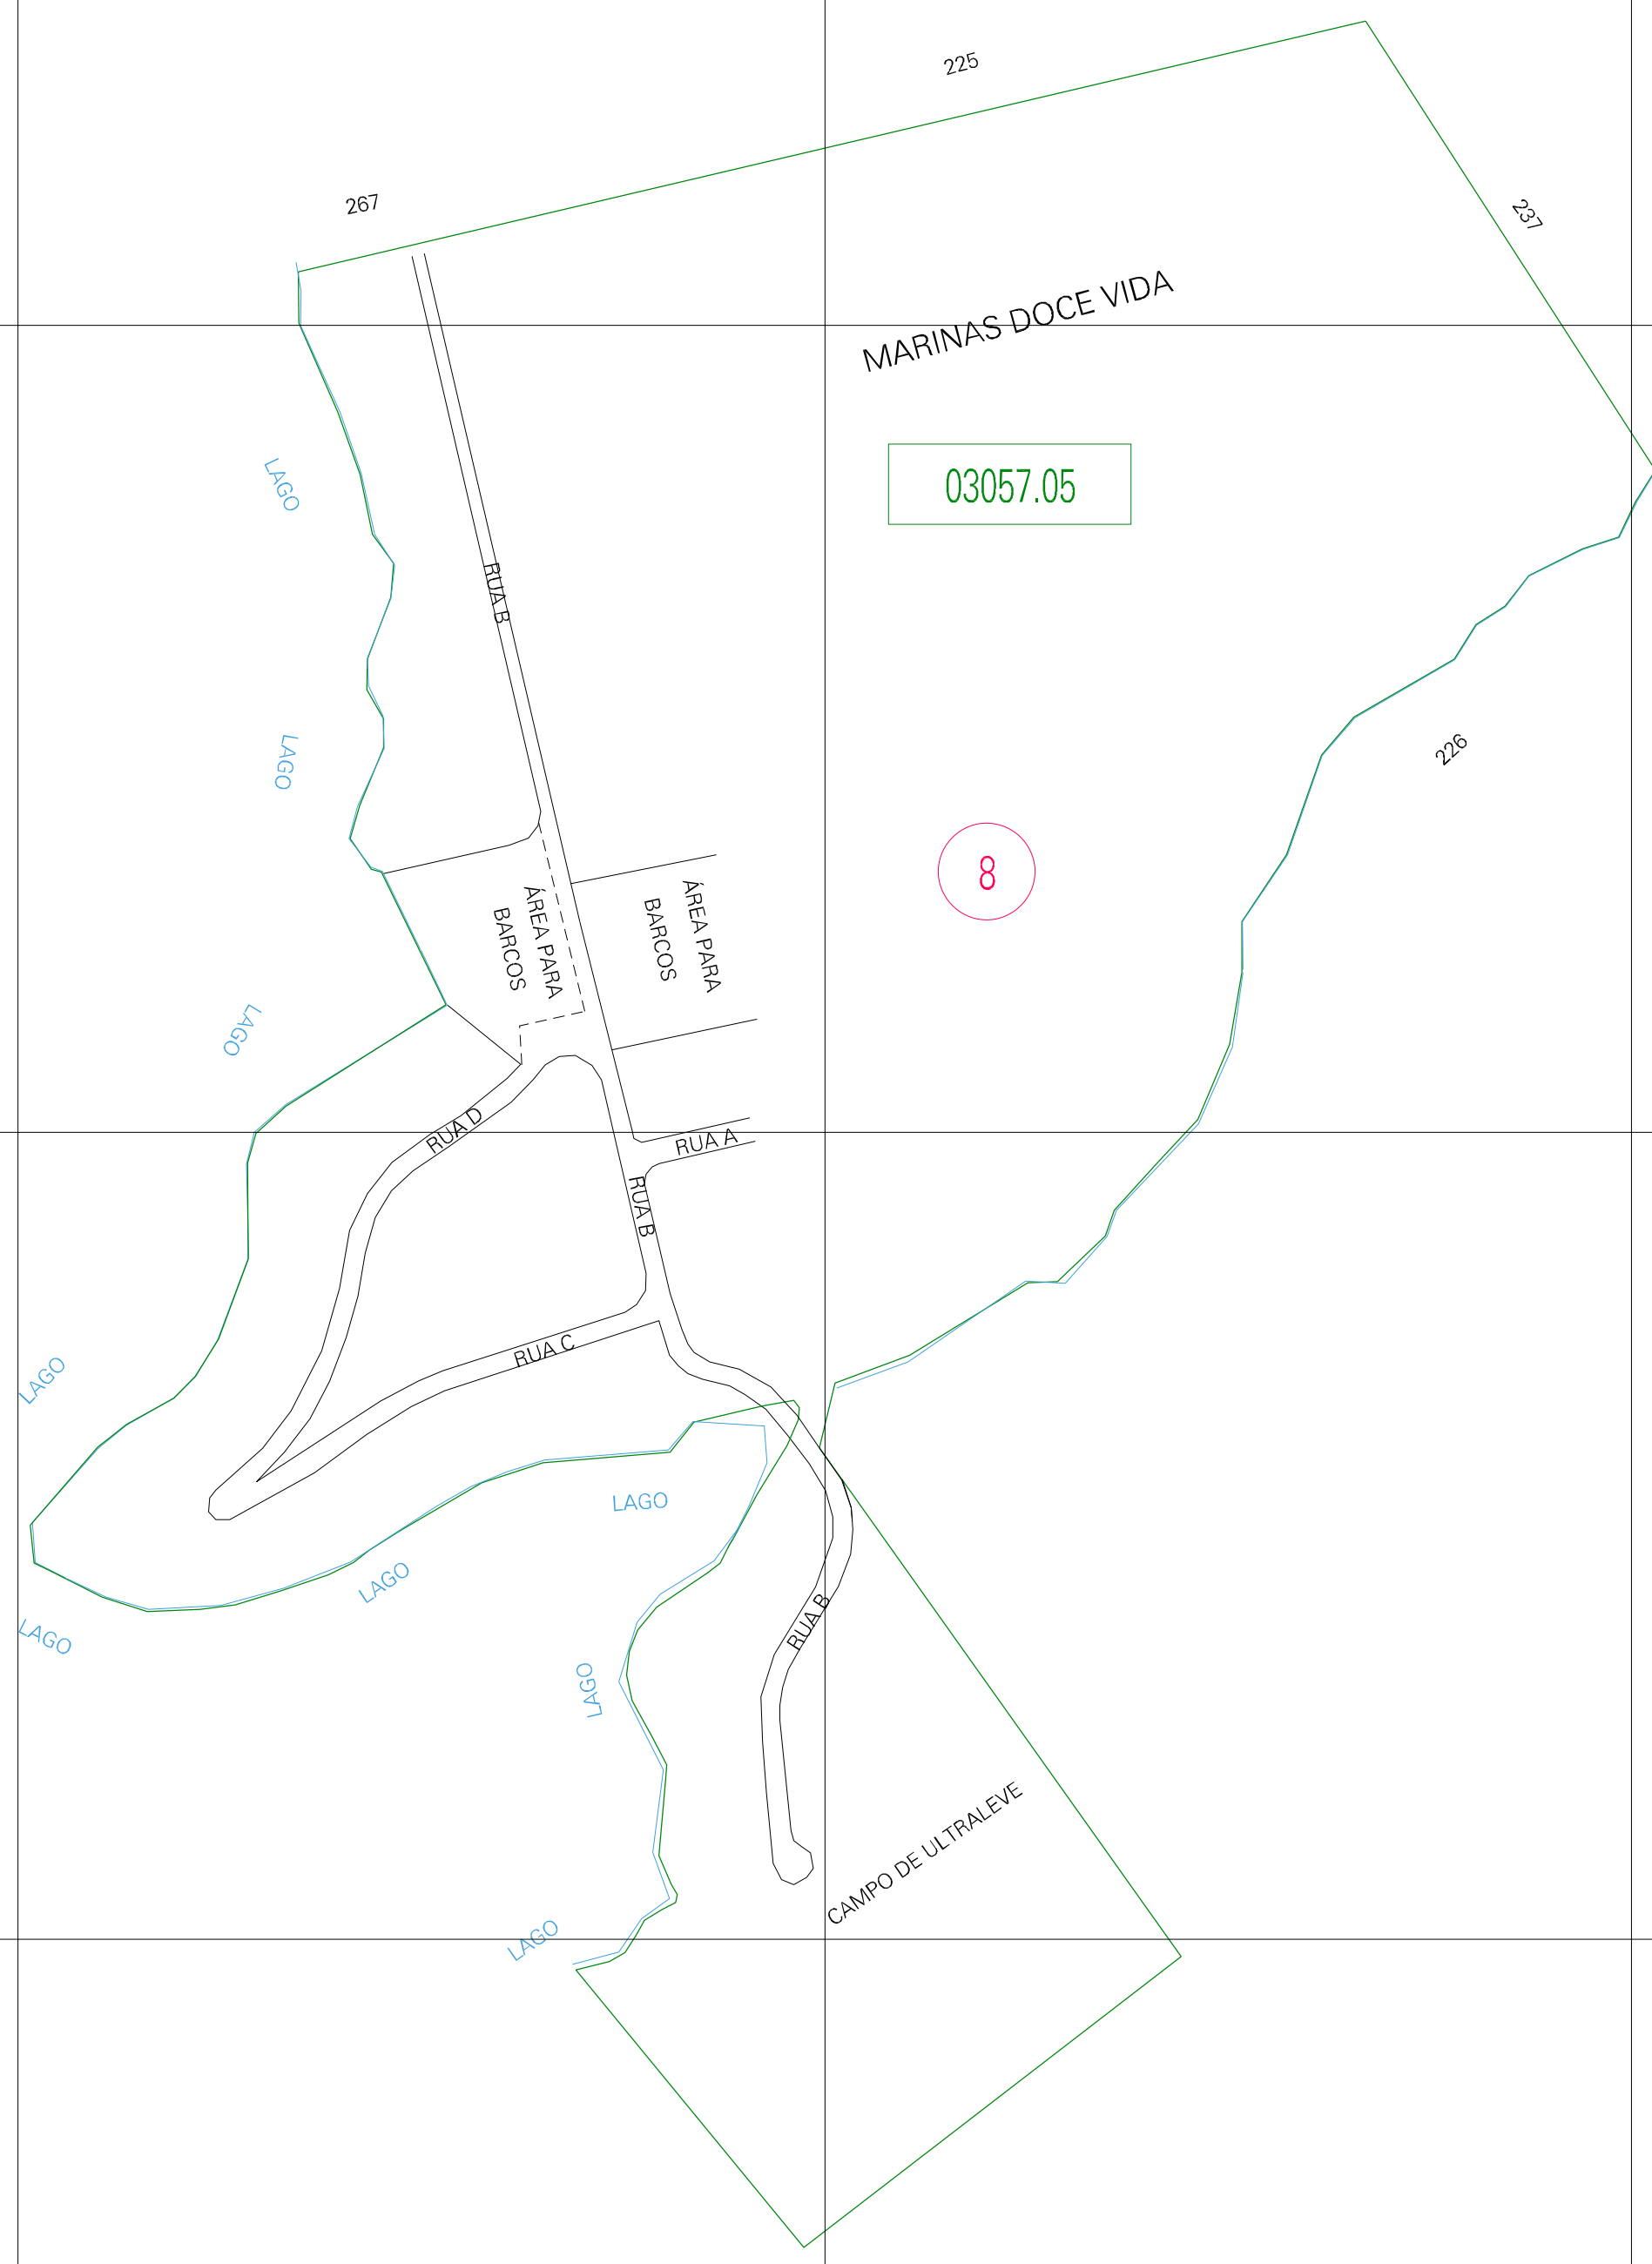 225
267
237
MARINAS DOCE VIDA
03057.05
LAGO
RUA B
LAGO
226
8
ÁREA PARA
BARCOS
ÁREA PARA
BARCOS
LAGO
RUA D
RUA A
RUA B
RUA C
LAGO
LAGO
LAGO
LAGO
RUA B
LAGO
CAMPO DE ULTRALEVE
LAGO